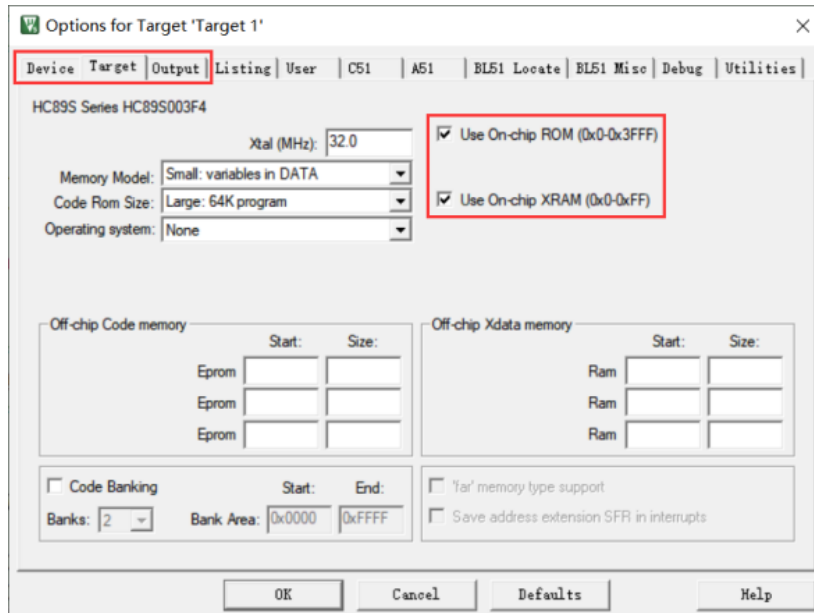 Options for Target 'Target 1'
Device Target Output Listing User C51 A51 BL51 Locate BL51 Misc Debug Utilities
HC89S Series HC89S003F4
Xtal (MHz): 32.0
Use On-chip ROM (0x0-0x3FFF)
Memory Model: Small: variables in DATA
Code Rom Size: Large: 64K program
Use On-chip XRAM (0x0-0xFF)
Operating system: None
Off-chip Code memory
Start: Size:
Eprom
Eprom
Eprom
Off-chip Xdata memory
Start: Size:
Ram
Ram
Ram
Code Banking Start: End:
Banks: 2 Bank Area: 0x0000 0xFFFF
'far' memory type support
Save address extension SFR in interrupts
OK Cancel Defaults Help